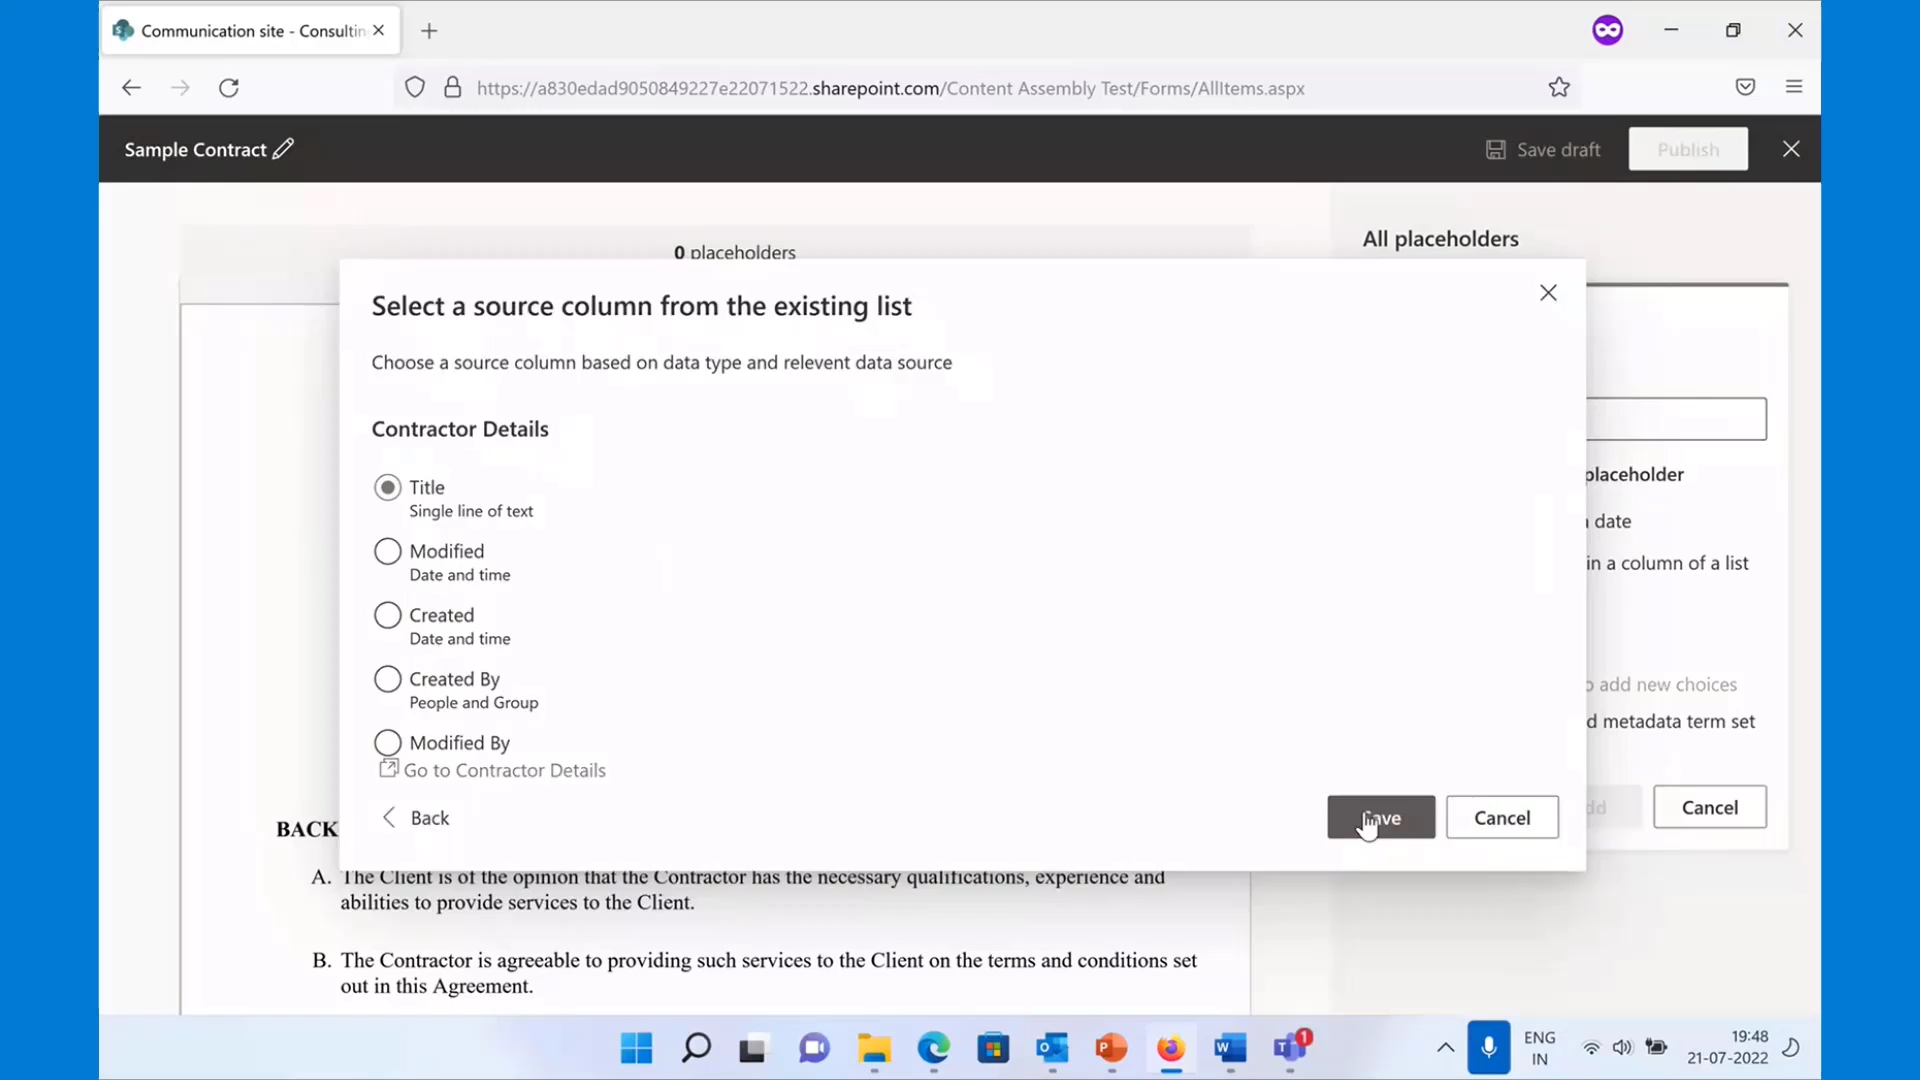 Communication site - Consultin
https://a830edad9050849227e22071522.sharepoint.com/Content Assembly Test/Forms/AllItems.aspx
Sample Contract
Save draft
Publish
0 placeholders
All placeholders
Select a source column from the existing list
Choose a source column based on data type and relevent data source
Contractor Details
Title
Single line of text
Modified
Date and time
Created
Date and time
Created By
People and Group
Modified By
Go to Contractor Details
Back
Cancel
placeholder
date
in a column of a list
add new choices
metadata term set
Cancel
BACK
A. The Client is of the opinion that the Contractor has the necessary qualifications, experience and
abilities to provide services to the Client.
B. The Contractor is agreeable to providing such services to the Client on the terms and conditions set
out in this Agreement.
1
ENG
IN
19:48
21-07-2022